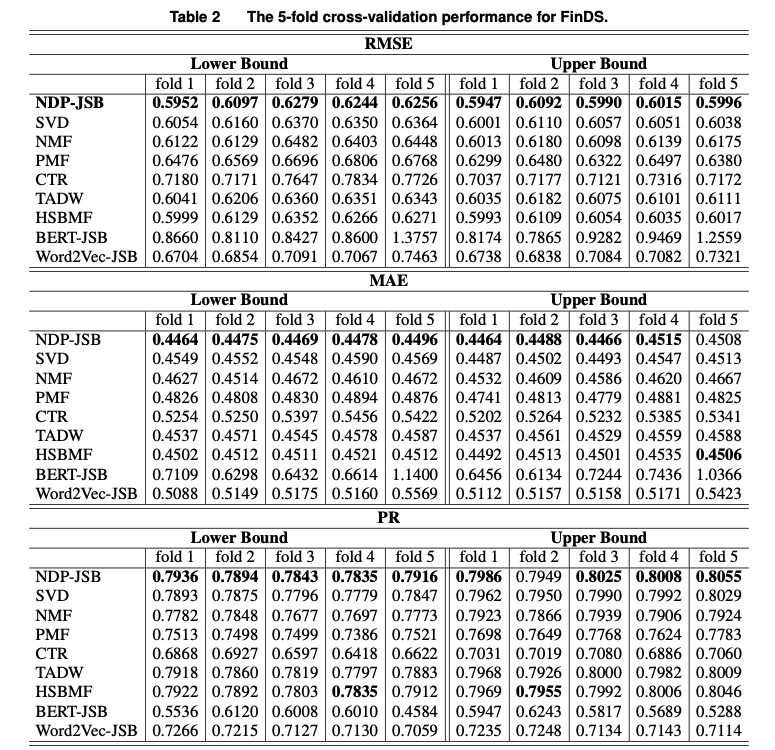 Table 2 The 5-fold cross-validation performance for FinDS.
RMSE
Lower Bound Upper Bound
fold 1 fold 2 fold 3 fold 4 fold 5 fold 1 fold 2 fold 3 fold 4 fold 5
NDP-JSB 0.5952 0.6097 0.6279 0.6244 0.6256 0.5947 0.6092 0.5990 0.6015 0.5996
SVD 0.6054 0.6160 0.6370 0.6350 0.6364 0.6001 0.6110 0.6057 0.6051 0.6038
NMF 0.6122 0.6129 0.6482 0.6403 0.6448 0.6013 0.6180 0.6098 0.6139 0.6175
PMF 0.6476 0.6569 0.6696 0.6806 0.6768 0.6299 0.6480 0.6322 0.6497 0.6380
CTR 0.7180 0.7171 0.7647 0.7834 0.7726 0.7037 0.7177 0.7121 0.7316 0.7172
TADW 0.6041 0.6206 0.6360 0.6351 0.6343 0.6035 0.6182 0.6075 0.6101 0.6111
HSBMF 0.5999 0.6129 0.6352 0.6266 0.6271 0.5993 0.6109 0.6054 0.6035 0.6017
BERT-JSB 0.8660 0.8110 0.8427 0.8600 1.3757 0.8174 0.7865 0.9282 0.9469 1.2559
Word2Vec-JSB 0.6704 0.6854 0.7091 0.7067 0.7463 0.6738 0.6838 0.7084 0.7082 0.7321
MAE
Lower Bound Upper Bound
fold 1 fold 2 fold 3 fold 4 fold 5 fold 1 fold 2 fold 3 fold 4 fold 5
NDP-JSB 0.4464 0.4475 0.4469 0.4478 0.4496 0.4464 0.4488 0.4466 0.4515 0.4508
SVD 0.4549 0.4552 0.4548 0.4590 0.4569 0.4487 0.4502 0.4493 0.4547 0.4513
NMF 0.4627 0.4514 0.4672 0.4610 0.4672 0.4532 0.4609 0.4586 0.4620 0.4667
PMF 0.4826 0.4808 0.4830 0.4894 0.4876 0.4741 0.4813 0.4779 0.4881 0.4825
CTR 0.5254 0.5250 0.5397 0.5456 0.5422 0.5202 0.5264 0.5232 0.5385 0.5341
TADW 0.4537 0.4571 0.4545 0.4578 0.4587 0.4537 0.4561 0.4529 0.4559 0.4588
HSBMF 0.4502 0.4512 0.4511 0.4521 0.4512 0.4492 0.4513 0.4501 0.4535 0.4506
BERT-JSB 0.7109 0.6298 0.6432 0.6614 1.1400 0.6456 0.6134 0.7244 0.7436 1.0366
Word2Vec-JSB 0.5088 0.5149 0.5175 0.5160 0.5569 0.5112 0.5157 0.5158 0.5171 0.5423
PR
Lower Bound Upper Bound
fold 1 fold 2 fold 3 fold 4 fold 5 fold 1 fold 2 fold 3 fold 4 fold 5
NDP-JSB 0.7936 0.7894 0.7843 0.7835 0.7916 0.7986 0.7949 0.8025 0.8008 0.8055
SVD 0.7893 0.7875 0.7796 0.7779 0.7847 0.7962 0.7950 0.7990 0.7992 0.8029
NMF 0.7782 0.7848 0.7677 0.7697 0.7773 0.7923 0.7866 0.7939 0.7906 0.7924
PMF 0.7513 0.7498 0.7499 0.7386 0.7521 0.7698 0.7649 0.7768 0.7624 0.7783
CTR 0.6868 0.6927 0.6597 0.6418 0.6622 0.7031 0.7019 0.7080 0.6886 0.7060
TADW 0.7918 0.7860 0.7819 0.7797 0.7883 0.7968 0.7926 0.8000 0.7982 0.8009
HSBMF 0.7922 0.7892 0.7803 0.7835 0.7912 0.7969 0.7955 0.7992 0.8006 0.8046
BERT-JSB 0.5536 0.6120 0.6008 0.6010 0.4584 0.5947 0.6243 0.5817 0.5689 0.5288
Word2Vec-JSB 0.7266 0.7215 0.7127 0.7130 0.7059 0.7235 0.7248 0.7134 0.7143 0.7114